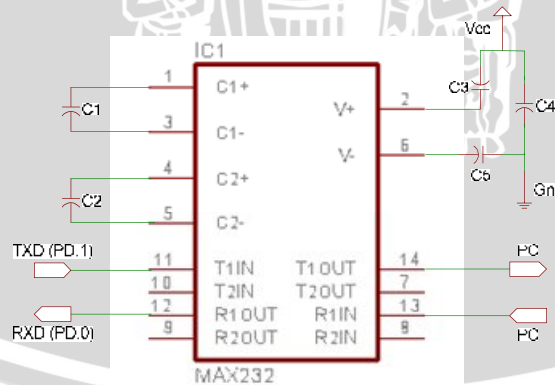 IC1
Vcc
1
C1+
C1
3
C1-
4
C2+
C2
5
C2-
TXD (PD.1)
11
T1IN
10
T2IN
12
R1OUT
RXD (PD.0)
9
R2OUT
V+
2
C3
C4
V-
6
C5
Gn
T1OUT
14
PC
T2OUT
7
R1IN
13
PC
R2IN
8
MAX232